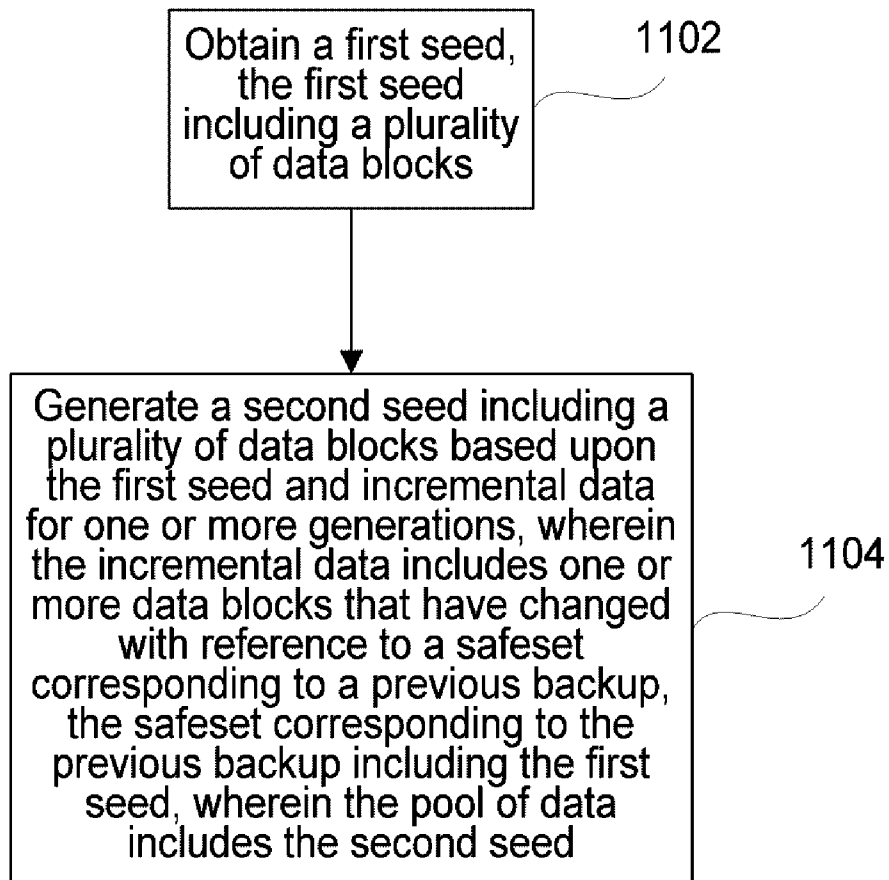 Obtain a first seed,
the first seed
including a plurality
of data blocks
1102
Generate a second seed including a
plurality of data blocks based upon
the first seed and incremental data
for one or more generations, wherein
the incremental data includes one or
more data blocks that have changed
with reference to a safeset
corresponding to a previous backup,
the safeset corresponding to the
previous backup including the first
seed, wherein the pool of data
includes the second seed
1104